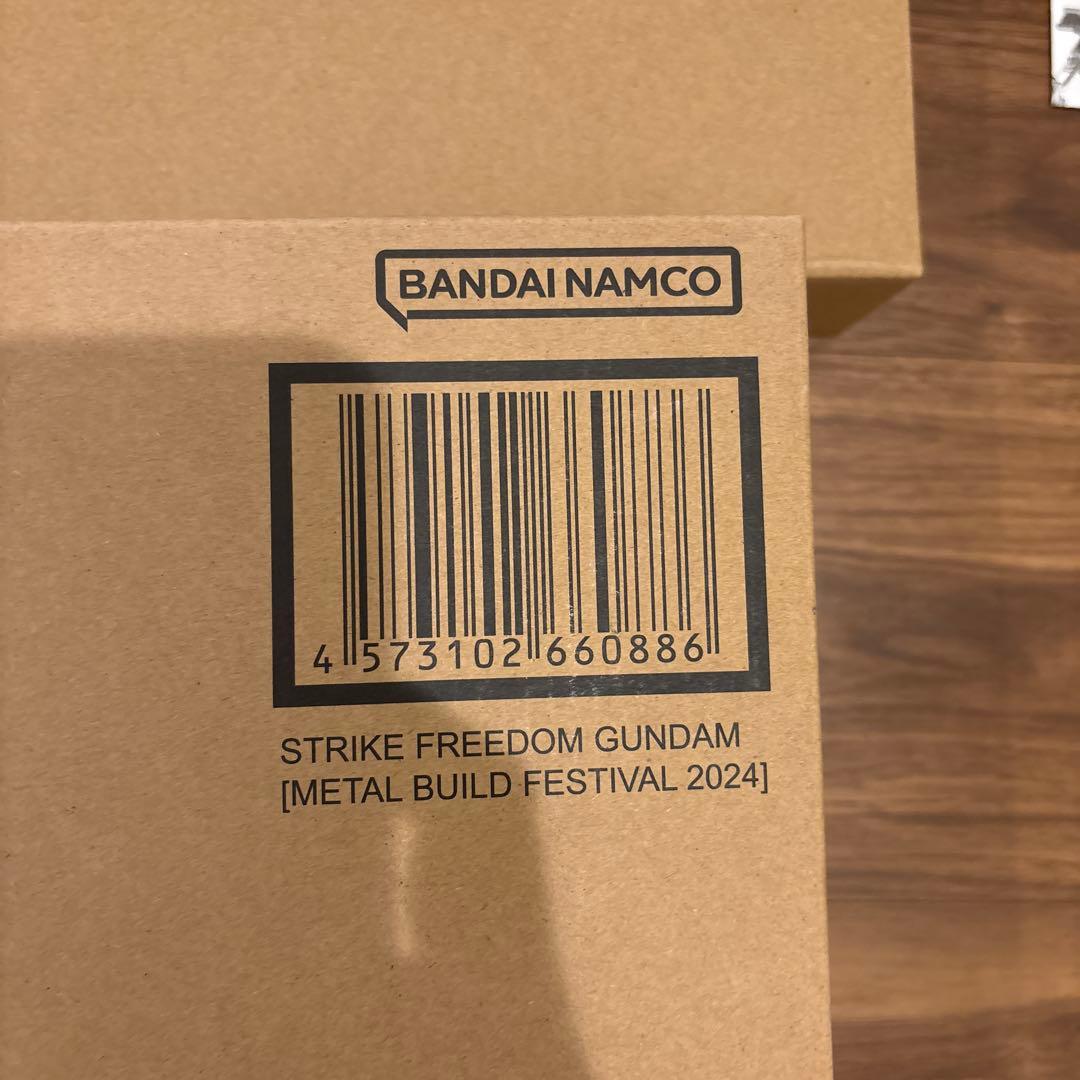 BANDAI NAMCO
4 573102 660886
STRIKE FREEDOM GUNDAM
[METAL BUILD FESTIVAL 2024]